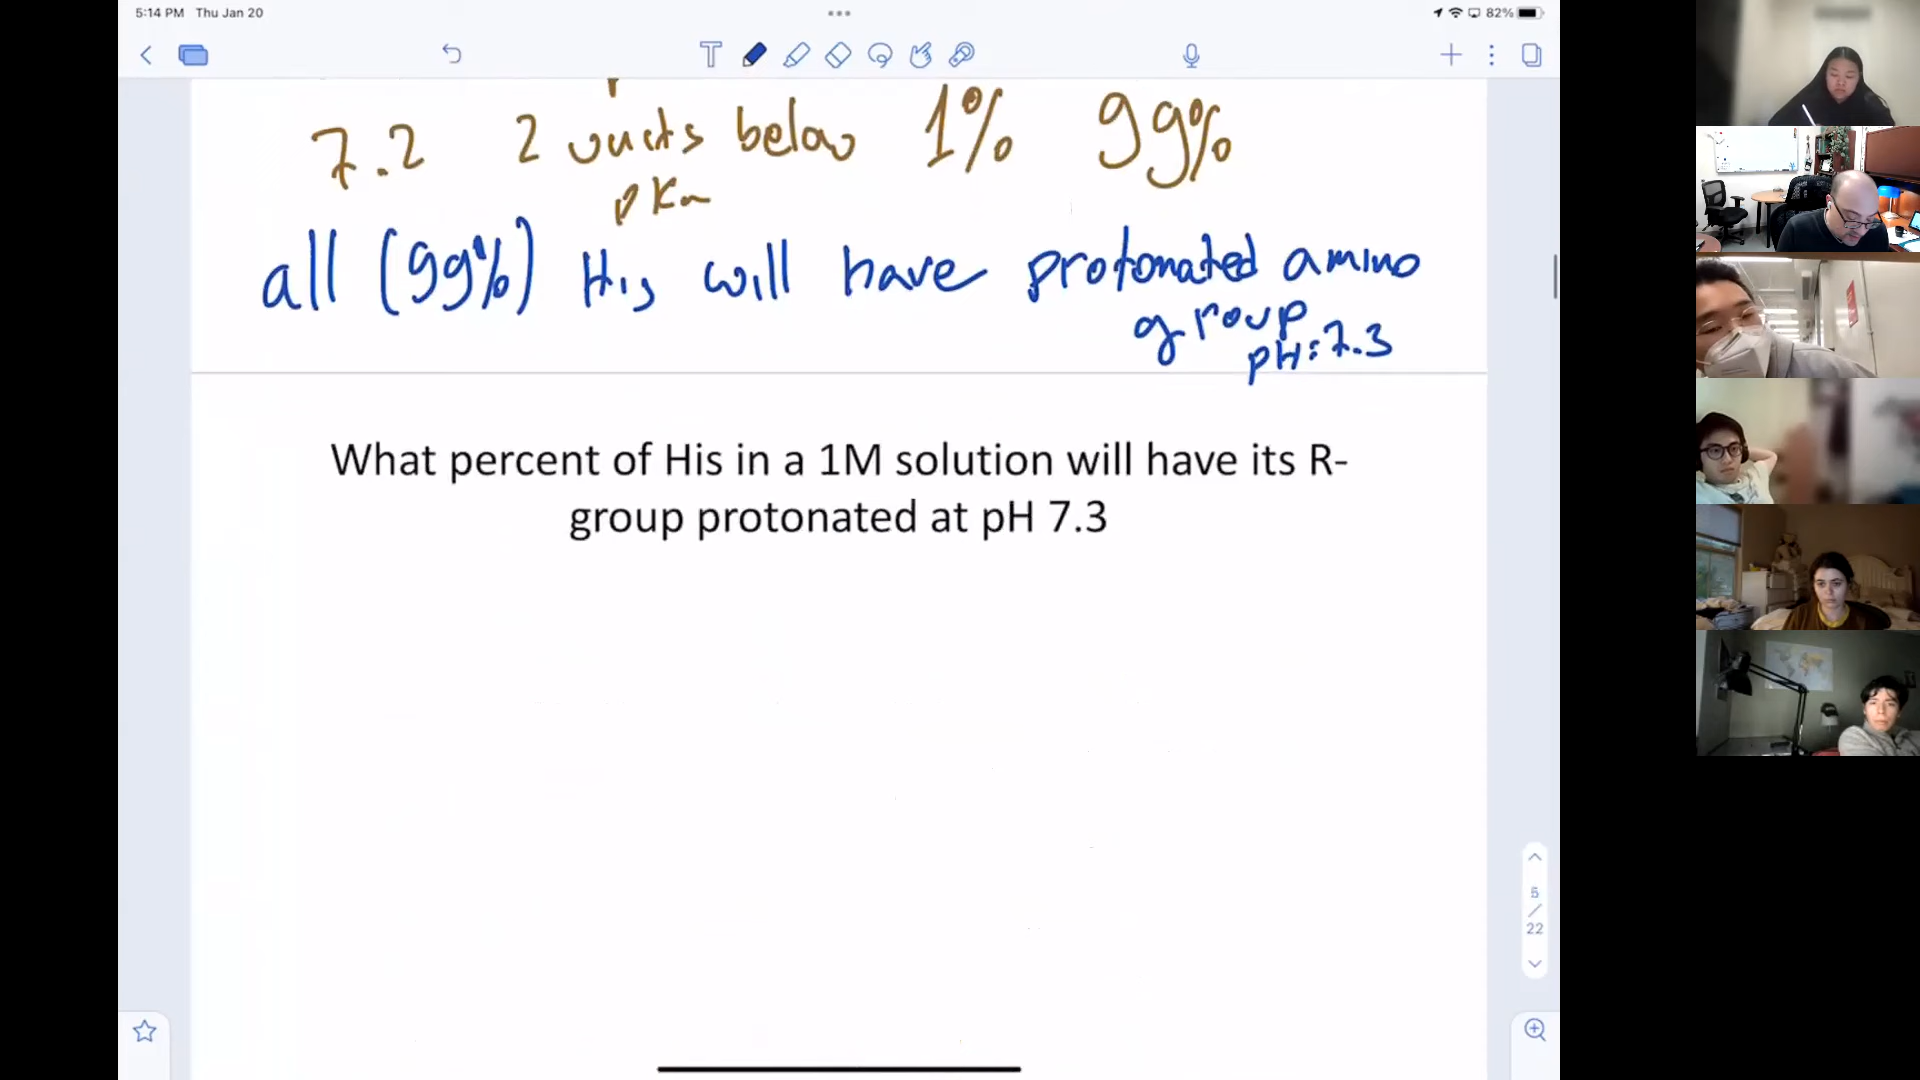 5:14 PM Thu Jan 20
82%
7.2 2 units below 1% 99%
pKa
all (99%) His will have protonated amino
group
pH:7.3
What percent of His in a 1M solution will have its R-
group protonated at pH 7.3
5
/
22